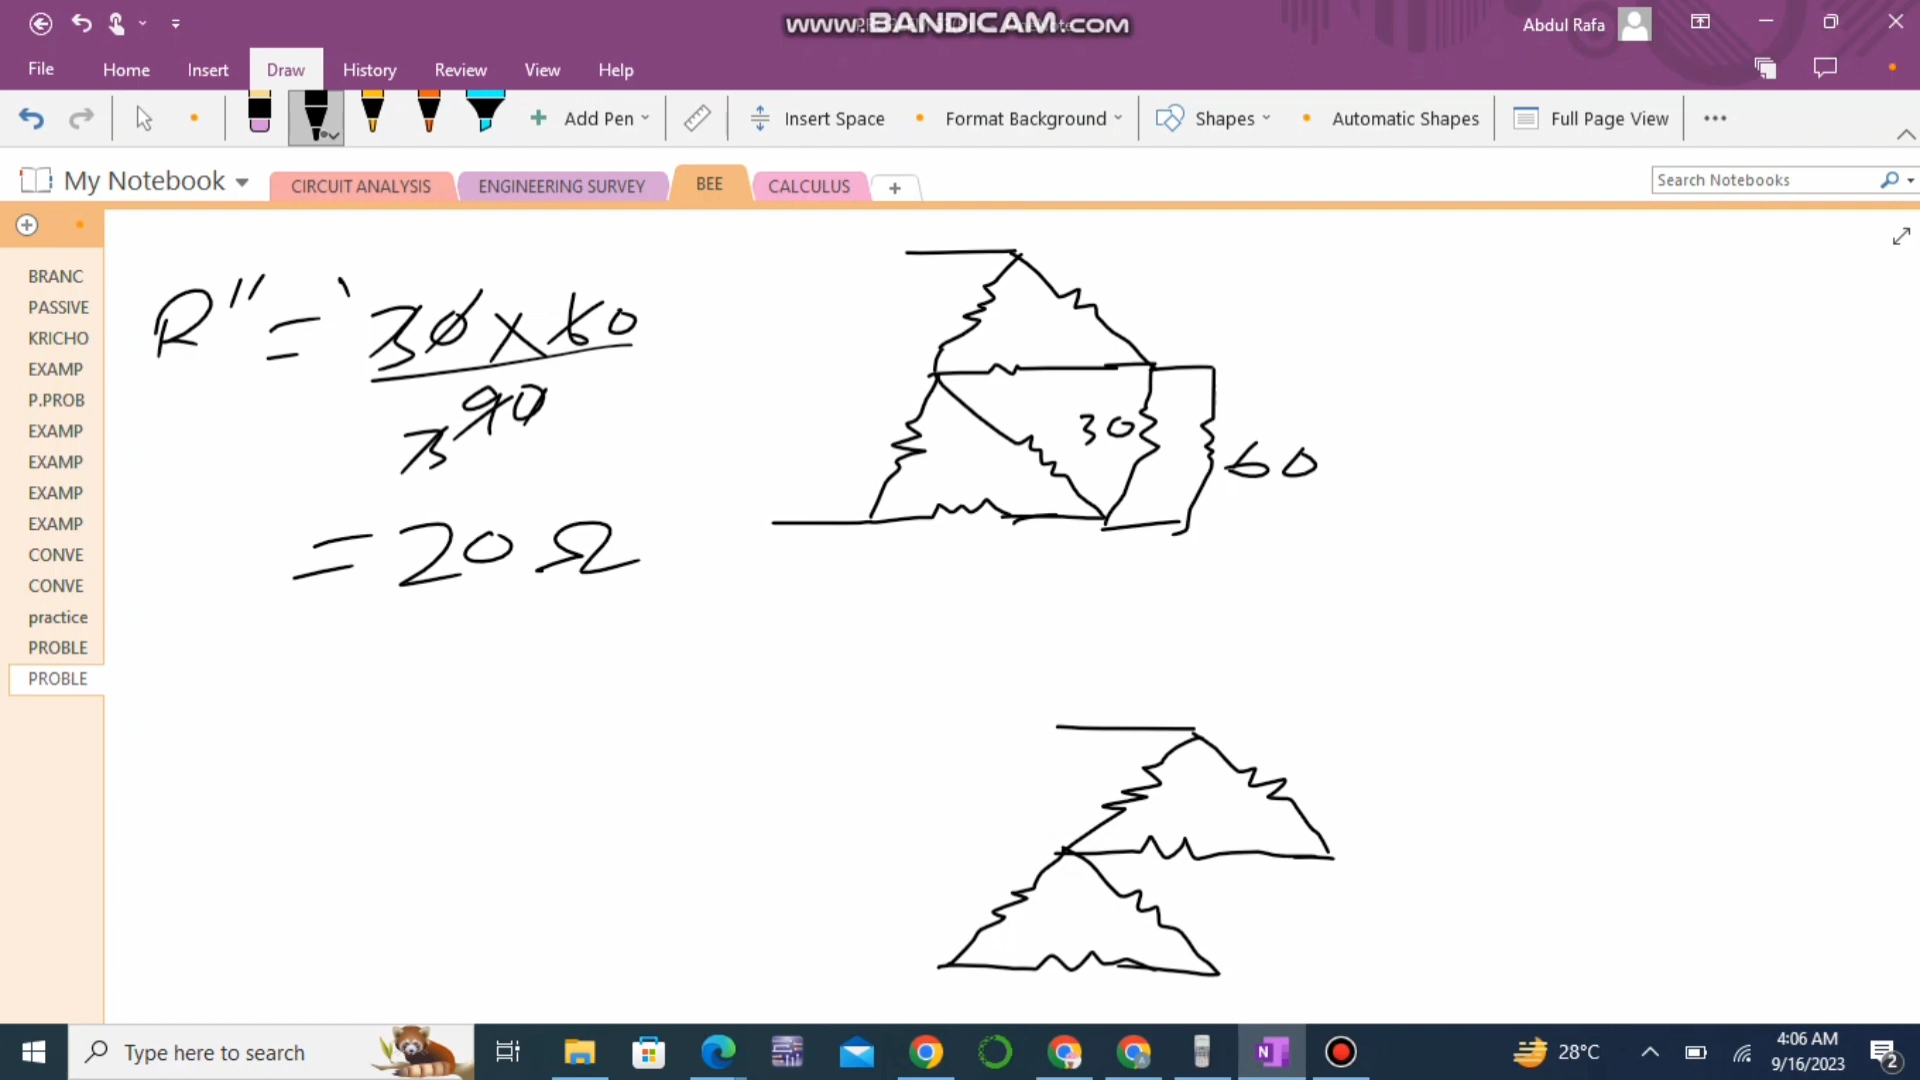 www.BANDICAM.com
Abdul Rafa
File
Home
Insert
Draw
History
Review
View
Help
Add Pen
Insert Space
Format Background
Shapes
Automatic Shapes
Full Page View
My Notebook
CIRCUIT ANALYSIS
ENGINEERING SURVEY
BEE
CALCULUS
Search Notebooks
BRANC
PASSIVE
KRICHO
EXAMP
P.PROB
EXAMP
EXAMP
EXAMP
EXAMP
CONVE
CONVE
practice
PROBLE
PROBLE
R'' = 30 × 60
90
3
= 20 Ω
30
60
Type here to search
28°C
4:06 AM
9/16/2023
2